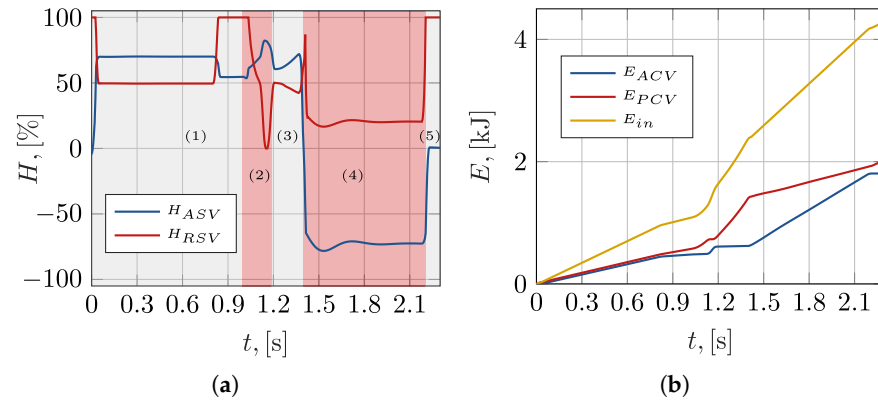 100
50
0
−50
−100
H, [%]
(1)
(2)
(3)
(4)
(5)
H_ASV
H_RSV
0 0.3 0.6 0.9 1.2 1.5 1.8 2.1
t, [s]
(a)
4
2
0
E, [kJ]
E_ACV
E_PCV
E_in
0 0.3 0.6 0.9 1.2 1.5 1.8 2.1
t, [s]
(b)